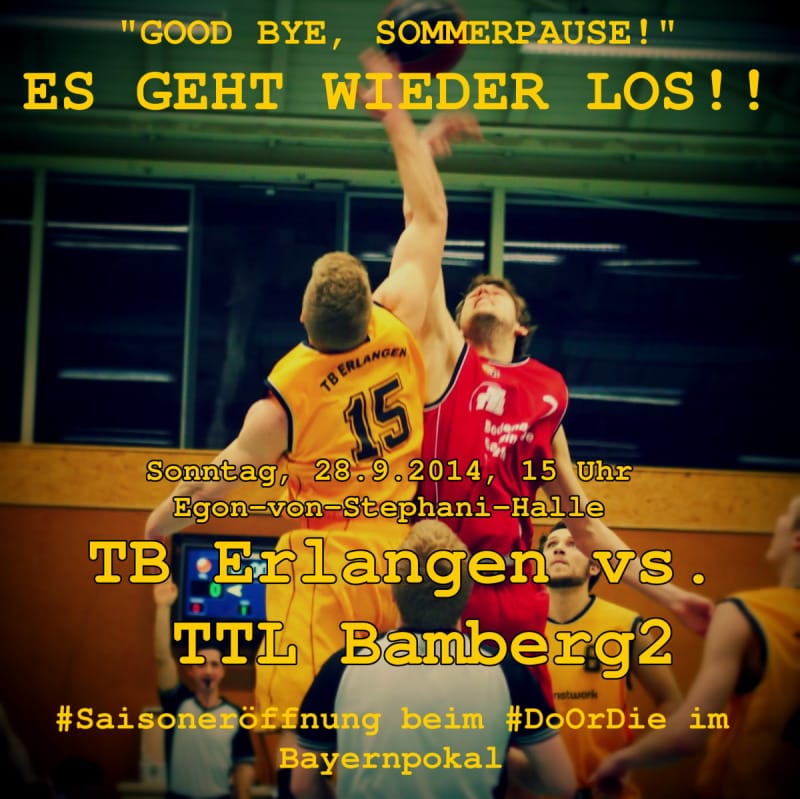 "GOOD BYE, SOMMERPAUSE!"
ES GEHT WIEDER LOS!!
TB ERLANGEN
15
Sonntag, 28.9.2014, 15 Uhr
Egon-von-Stephani-Halle
TB Erlangen vs.
TTL Bamberg2
#Saisoneröffnung beim #DoOrDie im
Bayernpokal